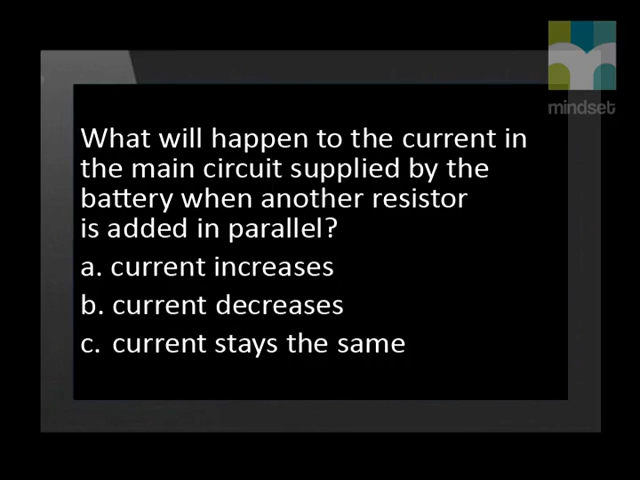 mindset
What will happen to the current in
the main circuit supplied by the
battery when another resistor
is added in parallel?
a. current increases
b. current decreases
c. current stays the same